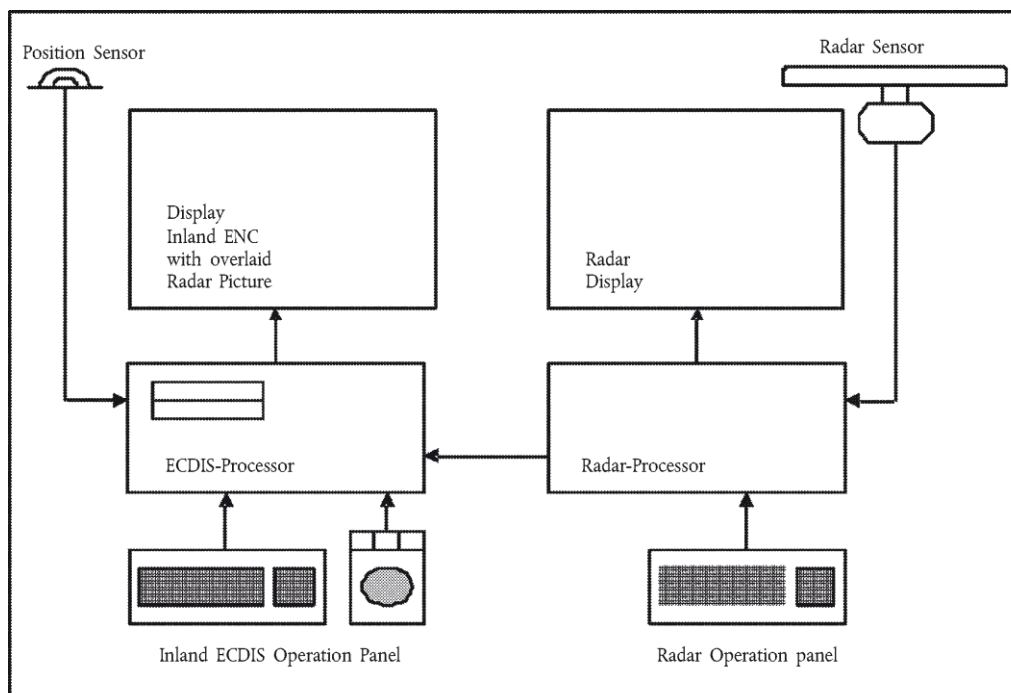 Position Sensor
Radar Sensor
Display
Inland ENC
with overlaid
Radar Picture
Radar
Display
ECDIS-Processor
Radar-Processor
Inland ECDIS Operation Panel
Radar Operation panel